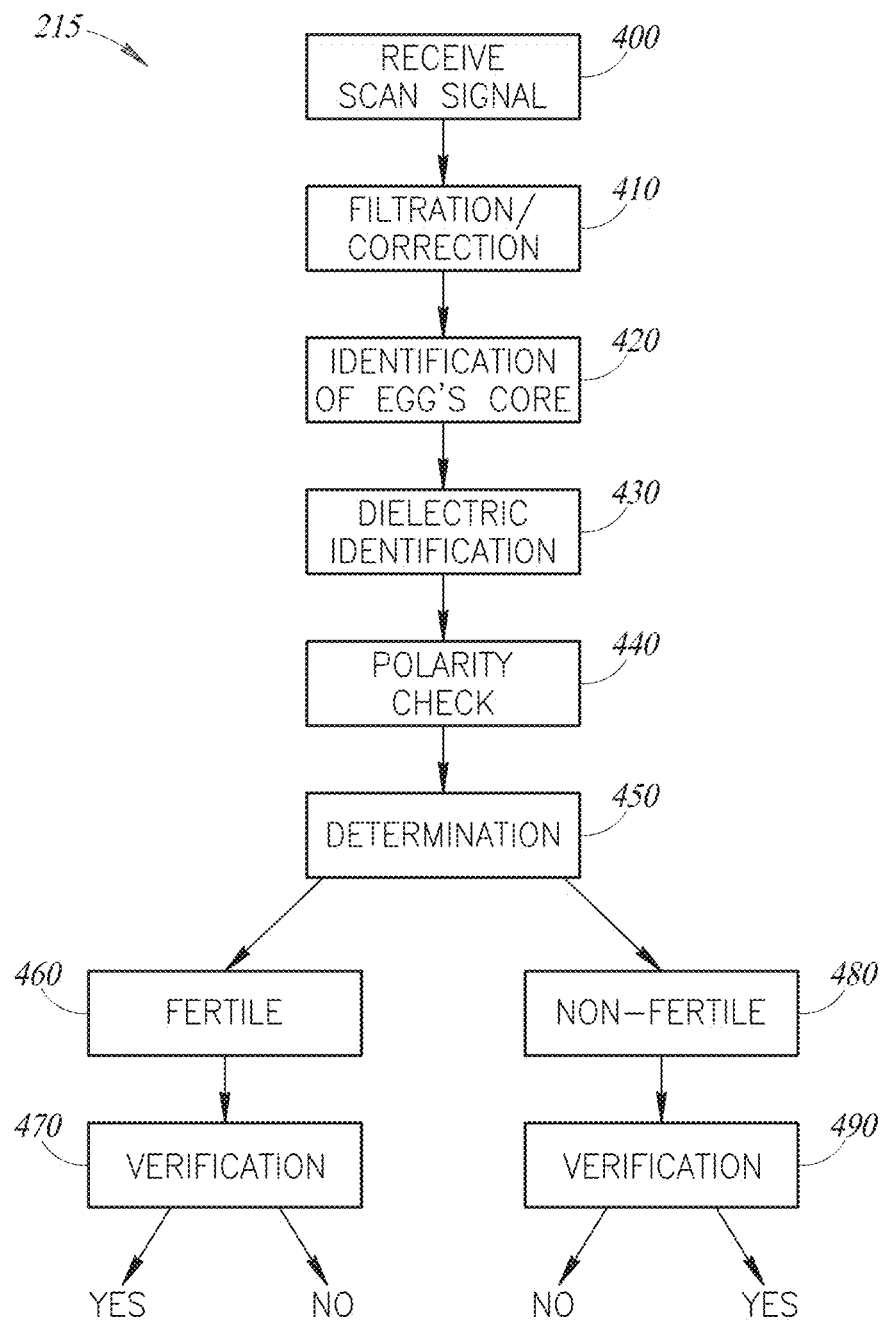 215
400
RECEIVE
SCAN SIGNAL
410
FILTRATION/
CORRECTION
420
IDENTIFICATION
OF EGG'S CORE
430
DIELECTRIC
IDENTIFICATION
440
POLARITY
CHECK
450
DETERMINATION
460
FERTILE
480
NON-FERTILE
470
VERIFICATION
490
VERIFICATION
YES
NO
NO
YES